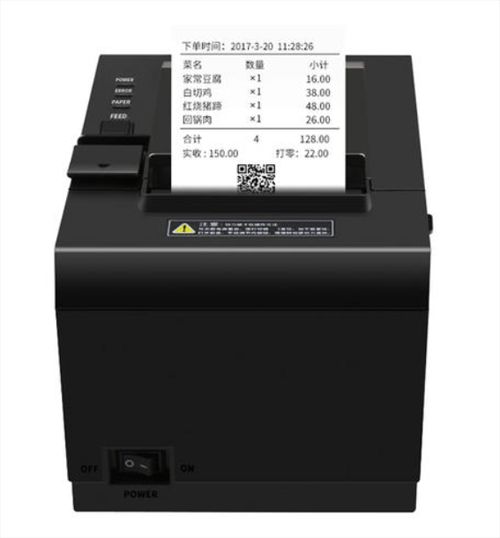 下单时间：2017-3-20 11:28:26
菜名 数量 小计
家常豆腐 ×1 16.00
白切鸡 ×1 38.00
红烧猪蹄 ×1 48.00
回锅肉 ×1 26.00
合计 4 128.00
实收：150.00 打零：22.00
POWER
ERROR
PAPER
FEED
注意
OFF ON
POWER